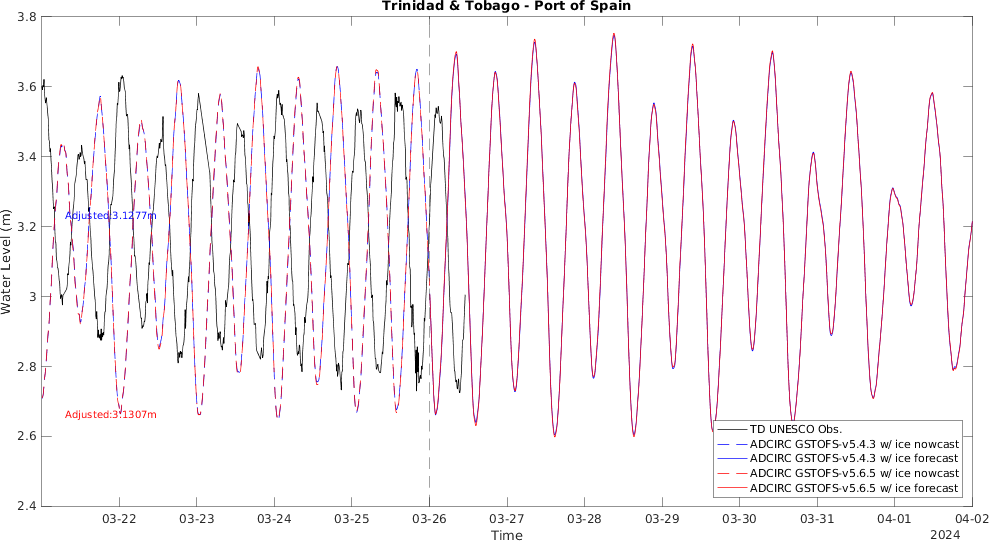 Trinidad & Tobago - Port of Spain
3.8
3.6
3.4
3.2
3
2.8
2.6
2.4
Water Level (m)
Adjusted:3.1277m
Adjusted:3.1307m
TD UNESCO Obs.
ADCIRC GSTOFS-v5.4.3 w/ ice nowcast
ADCIRC GSTOFS-v5.4.3 w/ ice forecast
ADCIRC GSTOFS-v5.6.5 w/ ice nowcast
ADCIRC GSTOFS-v5.6.5 w/ ice forecast
03-22 03-23 03-24 03-25 03-26 03-27 03-28 03-29 03-30 03-31 04-01 04-02
Time
2024